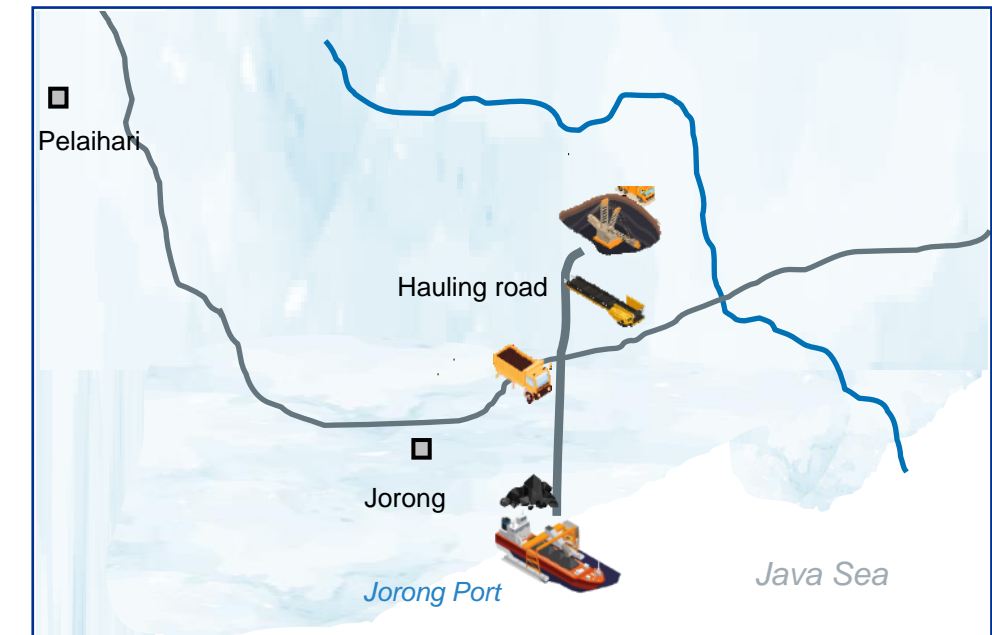 Pelaihari
Hauling road
Jorong
Java Sea
Jorong Port